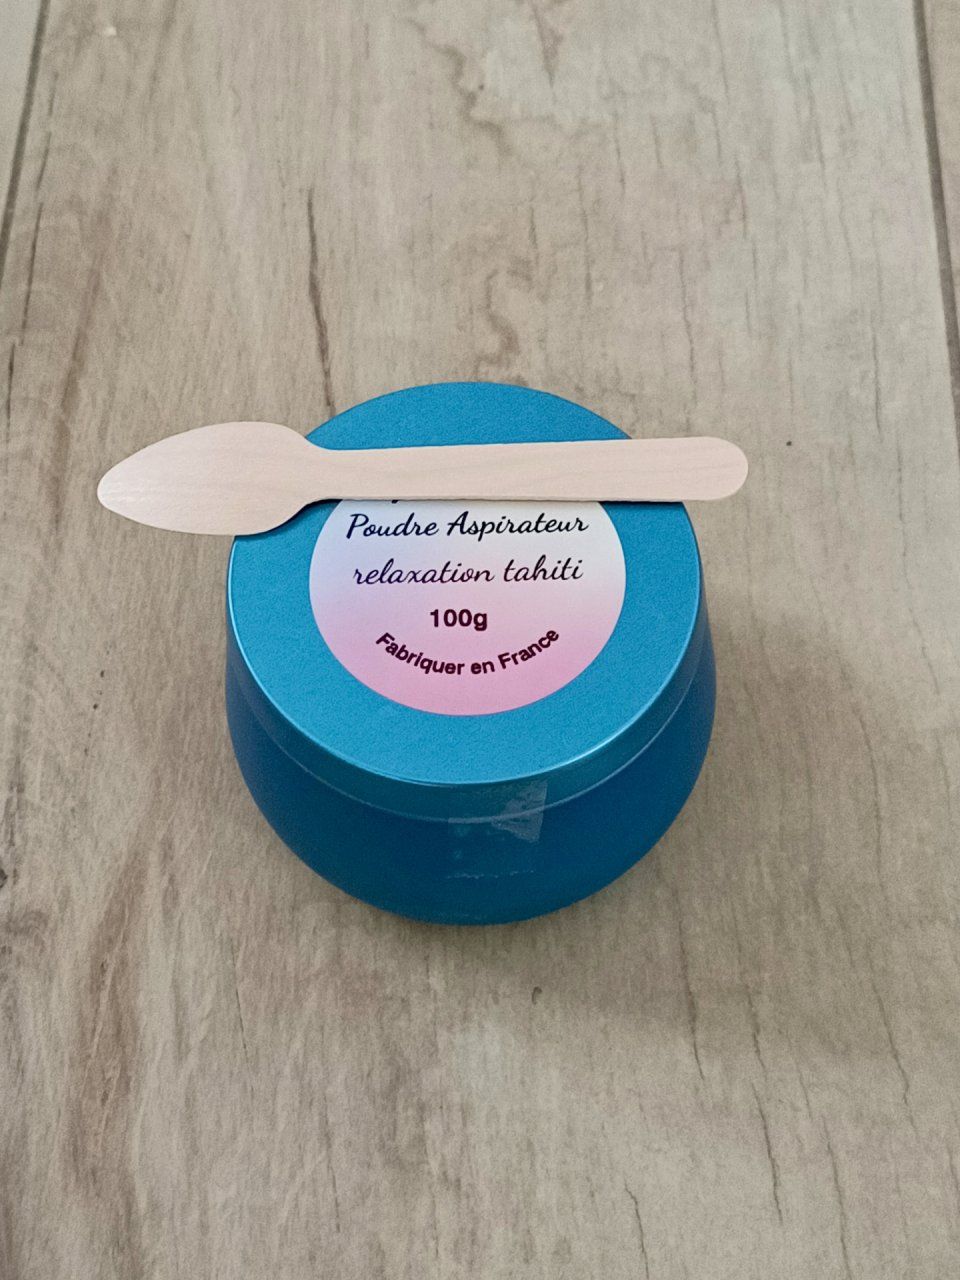 Poudre Aspirateur
relaxation tahiti
100g
Fabriquer en France